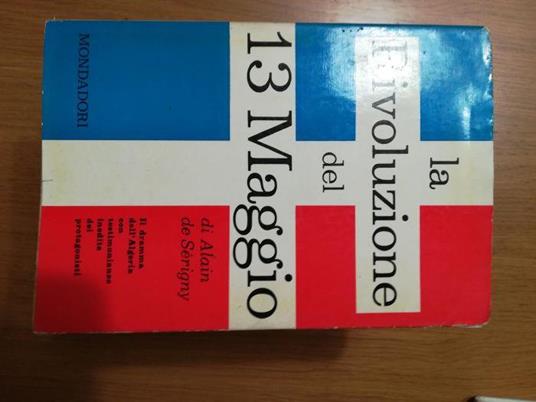 la
Rivoluzione
del
13 Maggio
di Alain
de Sérigny
Il dramma
dell'Algeria
con
testimonianze
inedite
dei
protagonisti
MONDADORI